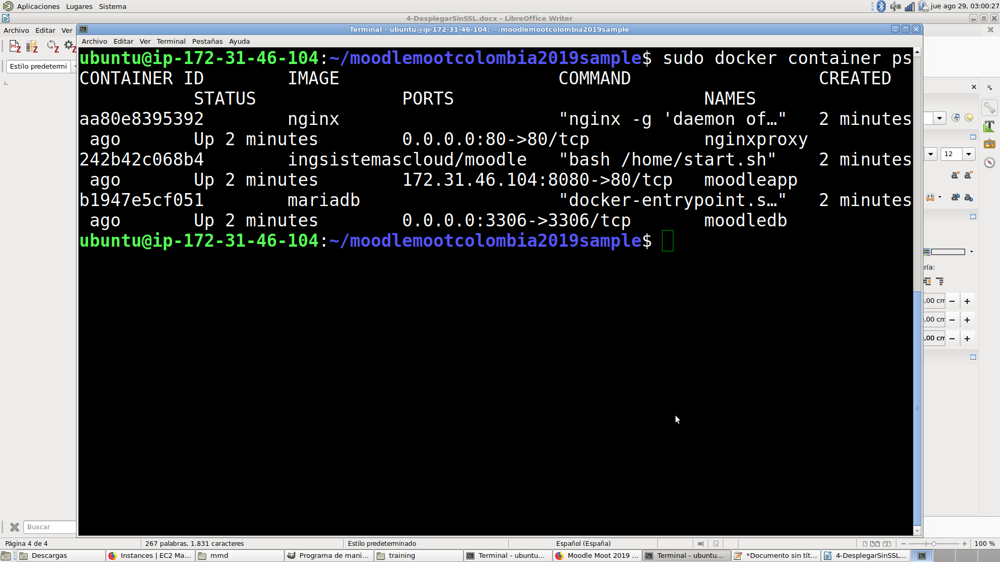 Aplicaciones Lugares Sistema
jue ago 29, 03:00:27
4-DesplegarSinSSL.docx - LibreOffice Writer
Archivo Editar Ver
Terminal - ubuntu@ip-172-31-46-104: ~/moodlemootcolombia2019sample
Archivo Editar Ver Terminal Pestañas Ayuda
Estilo predetermi
ubuntu@ip-172-31-46-104:~/moodlemootcolombia2019sample$ sudo docker container ps
CONTAINER ID IMAGE COMMAND CREATED
STATUS PORTS NAMES
aa80e8395392 nginx "nginx -g 'daemon of…" 2 minutes
ago Up 2 minutes 0.0.0.0:80->80/tcp nginxproxy
242b42c068b4 ingsistemascloud/moodle "bash /home/start.sh" 2 minutes
ago Up 2 minutes 172.31.46.104:8080->80/tcp moodleapp
b1947e5cf051 mariadb "docker-entrypoint.s…" 2 minutes
ago Up 2 minutes 0.0.0.0:3306->3306/tcp moodledb
ubuntu@ip-172-31-46-104:~/moodlemootcolombia2019sample$
12
ría:
,00 cm
,00 cm
,00 cm
Buscar
Página 4 de 4 267 palabras, 1.831 caracteres Estilo predeterminado Español (España) 100 %
Descargas Instances | EC2 Ma... mmd Programa de mani... training Terminal - ubuntu... Moodle Moot 2019 ... Terminal - ubuntu... *Documento sin tít... 4-DesplegarSinSSL...